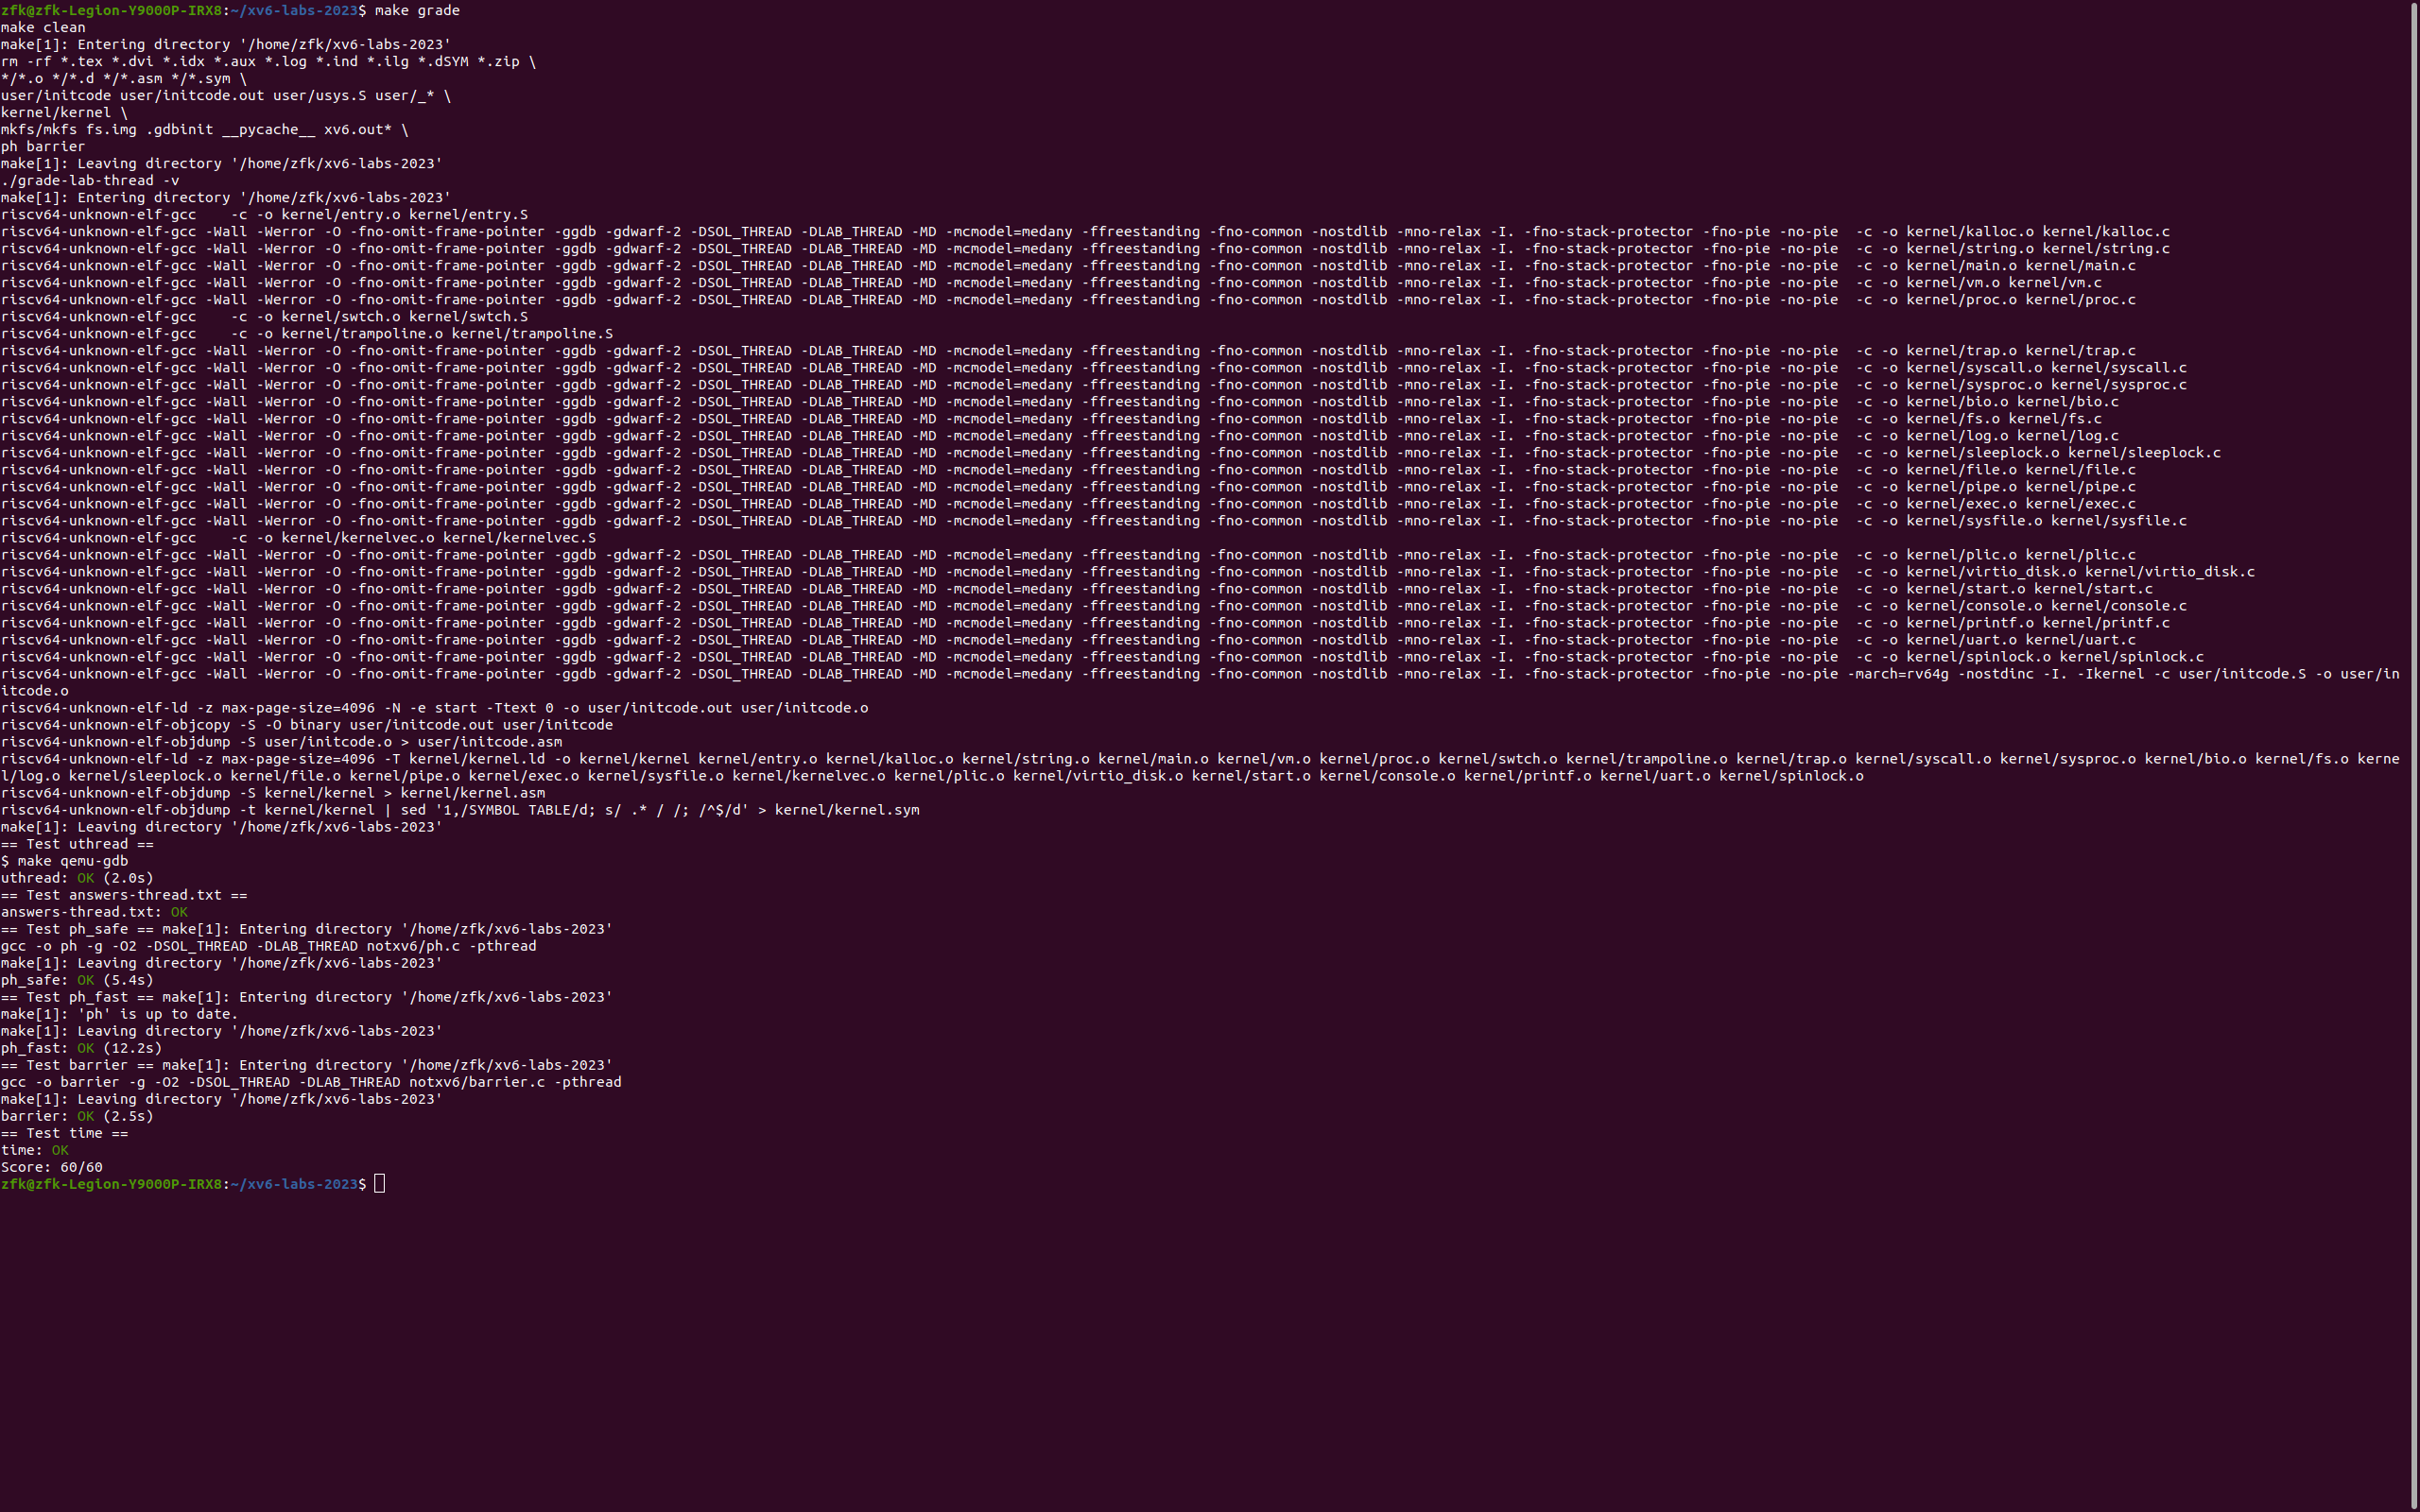 zfk@zfk-Legion-Y9000P-IRX8:~/xv6-labs-2023$ make grade
make clean
make[1]: Entering directory '/home/zfk/xv6-labs-2023'
rm -rf *.tex *.dvi *.idx *.aux *.log *.ind *.ilg *.dSYM *.zip \
*/*.o */*.d */*.asm */*.sym \
user/initcode user/initcode.out user/usys.S user/_* \
kernel/kernel \
mkfs/mkfs fs.img .gdbinit __pycache__ xv6.out* \
ph barrier
make[1]: Leaving directory '/home/zfk/xv6-labs-2023'
./grade-lab-thread -v
make[1]: Entering directory '/home/zfk/xv6-labs-2023'
riscv64-unknown-elf-gcc    -c -o kernel/entry.o kernel/entry.S
riscv64-unknown-elf-gcc -Wall -Werror -O -fno-omit-frame-pointer -ggdb -gdwarf-2 -DSOL_THREAD -DLAB_THREAD -MD -mcmodel=medany -ffreestanding -fno-common -nostdlib -mno-relax -I. -fno-stack-protector -fno-pie -no-pie  -c -o kernel/kalloc.o kernel/kalloc.c
riscv64-unknown-elf-gcc -Wall -Werror -O -fno-omit-frame-pointer -ggdb -gdwarf-2 -DSOL_THREAD -DLAB_THREAD -MD -mcmodel=medany -ffreestanding -fno-common -nostdlib -mno-relax -I. -fno-stack-protector -fno-pie -no-pie  -c -o kernel/string.o kernel/string.c
riscv64-unknown-elf-gcc -Wall -Werror -O -fno-omit-frame-pointer -ggdb -gdwarf-2 -DSOL_THREAD -DLAB_THREAD -MD -mcmodel=medany -ffreestanding -fno-common -nostdlib -mno-relax -I. -fno-stack-protector -fno-pie -no-pie  -c -o kernel/main.o kernel/main.c
riscv64-unknown-elf-gcc -Wall -Werror -O -fno-omit-frame-pointer -ggdb -gdwarf-2 -DSOL_THREAD -DLAB_THREAD -MD -mcmodel=medany -ffreestanding -fno-common -nostdlib -mno-relax -I. -fno-stack-protector -fno-pie -no-pie  -c -o kernel/vm.o kernel/vm.c
riscv64-unknown-elf-gcc -Wall -Werror -O -fno-omit-frame-pointer -ggdb -gdwarf-2 -DSOL_THREAD -DLAB_THREAD -MD -mcmodel=medany -ffreestanding -fno-common -nostdlib -mno-relax -I. -fno-stack-protector -fno-pie -no-pie  -c -o kernel/proc.o kernel/proc.c
riscv64-unknown-elf-gcc    -c -o kernel/swtch.o kernel/swtch.S
riscv64-unknown-elf-gcc    -c -o kernel/trampoline.o kernel/trampoline.S
riscv64-unknown-elf-gcc -Wall -Werror -O -fno-omit-frame-pointer -ggdb -gdwarf-2 -DSOL_THREAD -DLAB_THREAD -MD -mcmodel=medany -ffreestanding -fno-common -nostdlib -mno-relax -I. -fno-stack-protector -fno-pie -no-pie  -c -o kernel/trap.o kernel/trap.c
riscv64-unknown-elf-gcc -Wall -Werror -O -fno-omit-frame-pointer -ggdb -gdwarf-2 -DSOL_THREAD -DLAB_THREAD -MD -mcmodel=medany -ffreestanding -fno-common -nostdlib -mno-relax -I. -fno-stack-protector -fno-pie -no-pie  -c -o kernel/syscall.o kernel/syscall.c
riscv64-unknown-elf-gcc -Wall -Werror -O -fno-omit-frame-pointer -ggdb -gdwarf-2 -DSOL_THREAD -DLAB_THREAD -MD -mcmodel=medany -ffreestanding -fno-common -nostdlib -mno-relax -I. -fno-stack-protector -fno-pie -no-pie  -c -o kernel/sysproc.o kernel/sysproc.c
riscv64-unknown-elf-gcc -Wall -Werror -O -fno-omit-frame-pointer -ggdb -gdwarf-2 -DSOL_THREAD -DLAB_THREAD -MD -mcmodel=medany -ffreestanding -fno-common -nostdlib -mno-relax -I. -fno-stack-protector -fno-pie -no-pie  -c -o kernel/bio.o kernel/bio.c
riscv64-unknown-elf-gcc -Wall -Werror -O -fno-omit-frame-pointer -ggdb -gdwarf-2 -DSOL_THREAD -DLAB_THREAD -MD -mcmodel=medany -ffreestanding -fno-common -nostdlib -mno-relax -I. -fno-stack-protector -fno-pie -no-pie  -c -o kernel/fs.o kernel/fs.c
riscv64-unknown-elf-gcc -Wall -Werror -O -fno-omit-frame-pointer -ggdb -gdwarf-2 -DSOL_THREAD -DLAB_THREAD -MD -mcmodel=medany -ffreestanding -fno-common -nostdlib -mno-relax -I. -fno-stack-protector -fno-pie -no-pie  -c -o kernel/log.o kernel/log.c
riscv64-unknown-elf-gcc -Wall -Werror -O -fno-omit-frame-pointer -ggdb -gdwarf-2 -DSOL_THREAD -DLAB_THREAD -MD -mcmodel=medany -ffreestanding -fno-common -nostdlib -mno-relax -I. -fno-stack-protector -fno-pie -no-pie  -c -o kernel/sleeplock.o kernel/sleeplock.c
riscv64-unknown-elf-gcc -Wall -Werror -O -fno-omit-frame-pointer -ggdb -gdwarf-2 -DSOL_THREAD -DLAB_THREAD -MD -mcmodel=medany -ffreestanding -fno-common -nostdlib -mno-relax -I. -fno-stack-protector -fno-pie -no-pie  -c -o kernel/file.o kernel/file.c
riscv64-unknown-elf-gcc -Wall -Werror -O -fno-omit-frame-pointer -ggdb -gdwarf-2 -DSOL_THREAD -DLAB_THREAD -MD -mcmodel=medany -ffreestanding -fno-common -nostdlib -mno-relax -I. -fno-stack-protector -fno-pie -no-pie  -c -o kernel/pipe.o kernel/pipe.c
riscv64-unknown-elf-gcc -Wall -Werror -O -fno-omit-frame-pointer -ggdb -gdwarf-2 -DSOL_THREAD -DLAB_THREAD -MD -mcmodel=medany -ffreestanding -fno-common -nostdlib -mno-relax -I. -fno-stack-protector -fno-pie -no-pie  -c -o kernel/exec.o kernel/exec.c
riscv64-unknown-elf-gcc -Wall -Werror -O -fno-omit-frame-pointer -ggdb -gdwarf-2 -DSOL_THREAD -DLAB_THREAD -MD -mcmodel=medany -ffreestanding -fno-common -nostdlib -mno-relax -I. -fno-stack-protector -fno-pie -no-pie  -c -o kernel/sysfile.o kernel/sysfile.c
riscv64-unknown-elf-gcc    -c -o kernel/kernelvec.o kernel/kernelvec.S
riscv64-unknown-elf-gcc -Wall -Werror -O -fno-omit-frame-pointer -ggdb -gdwarf-2 -DSOL_THREAD -DLAB_THREAD -MD -mcmodel=medany -ffreestanding -fno-common -nostdlib -mno-relax -I. -fno-stack-protector -fno-pie -no-pie  -c -o kernel/plic.o kernel/plic.c
riscv64-unknown-elf-gcc -Wall -Werror -O -fno-omit-frame-pointer -ggdb -gdwarf-2 -DSOL_THREAD -DLAB_THREAD -MD -mcmodel=medany -ffreestanding -fno-common -nostdlib -mno-relax -I. -fno-stack-protector -fno-pie -no-pie  -c -o kernel/virtio_disk.o kernel/virtio_disk.c
riscv64-unknown-elf-gcc -Wall -Werror -O -fno-omit-frame-pointer -ggdb -gdwarf-2 -DSOL_THREAD -DLAB_THREAD -MD -mcmodel=medany -ffreestanding -fno-common -nostdlib -mno-relax -I. -fno-stack-protector -fno-pie -no-pie  -c -o kernel/start.o kernel/start.c
riscv64-unknown-elf-gcc -Wall -Werror -O -fno-omit-frame-pointer -ggdb -gdwarf-2 -DSOL_THREAD -DLAB_THREAD -MD -mcmodel=medany -ffreestanding -fno-common -nostdlib -mno-relax -I. -fno-stack-protector -fno-pie -no-pie  -c -o kernel/console.o kernel/console.c
riscv64-unknown-elf-gcc -Wall -Werror -O -fno-omit-frame-pointer -ggdb -gdwarf-2 -DSOL_THREAD -DLAB_THREAD -MD -mcmodel=medany -ffreestanding -fno-common -nostdlib -mno-relax -I. -fno-stack-protector -fno-pie -no-pie  -c -o kernel/printf.o kernel/printf.c
riscv64-unknown-elf-gcc -Wall -Werror -O -fno-omit-frame-pointer -ggdb -gdwarf-2 -DSOL_THREAD -DLAB_THREAD -MD -mcmodel=medany -ffreestanding -fno-common -nostdlib -mno-relax -I. -fno-stack-protector -fno-pie -no-pie  -c -o kernel/uart.o kernel/uart.c
riscv64-unknown-elf-gcc -Wall -Werror -O -fno-omit-frame-pointer -ggdb -gdwarf-2 -DSOL_THREAD -DLAB_THREAD -MD -mcmodel=medany -ffreestanding -fno-common -nostdlib -mno-relax -I. -fno-stack-protector -fno-pie -no-pie  -c -o kernel/spinlock.o kernel/spinlock.c
riscv64-unknown-elf-gcc -Wall -Werror -O -fno-omit-frame-pointer -ggdb -gdwarf-2 -DSOL_THREAD -DLAB_THREAD -MD -mcmodel=medany -ffreestanding -fno-common -nostdlib -mno-relax -I. -fno-stack-protector -fno-pie -no-pie -march=rv64g -nostdinc -I. -Ikernel -c user/initcode.S -o user/in
itcode.o
riscv64-unknown-elf-ld -z max-page-size=4096 -N -e start -Ttext 0 -o user/initcode.out user/initcode.o
riscv64-unknown-elf-objcopy -S -O binary user/initcode.out user/initcode
riscv64-unknown-elf-objdump -S user/initcode.o > user/initcode.asm
riscv64-unknown-elf-ld -z max-page-size=4096 -T kernel/kernel.ld -o kernel/kernel kernel/entry.o kernel/kalloc.o kernel/string.o kernel/main.o kernel/vm.o kernel/proc.o kernel/swtch.o kernel/trampoline.o kernel/trap.o kernel/syscall.o kernel/sysproc.o kernel/bio.o kernel/fs.o kerne
l/log.o kernel/sleeplock.o kernel/file.o kernel/pipe.o kernel/exec.o kernel/sysfile.o kernel/kernelvec.o kernel/plic.o kernel/virtio_disk.o kernel/start.o kernel/console.o kernel/printf.o kernel/uart.o kernel/spinlock.o
riscv64-unknown-elf-objdump -S kernel/kernel > kernel/kernel.asm
riscv64-unknown-elf-objdump -t kernel/kernel | sed '1,/SYMBOL TABLE/d; s/ .* / /; /^$/d' > kernel/kernel.sym
make[1]: Leaving directory '/home/zfk/xv6-labs-2023'
== Test uthread ==
$ make qemu-gdb
uthread: OK (2.0s)
== Test answers-thread.txt ==
answers-thread.txt: OK
== Test ph_safe == make[1]: Entering directory '/home/zfk/xv6-labs-2023'
gcc -o ph -g -O2 -DSOL_THREAD -DLAB_THREAD notxv6/ph.c -pthread
make[1]: Leaving directory '/home/zfk/xv6-labs-2023'
ph_safe: OK (5.4s)
== Test ph_fast == make[1]: Entering directory '/home/zfk/xv6-labs-2023'
make[1]: 'ph' is up to date.
make[1]: Leaving directory '/home/zfk/xv6-labs-2023'
ph_fast: OK (12.2s)
== Test barrier == make[1]: Entering directory '/home/zfk/xv6-labs-2023'
gcc -o barrier -g -O2 -DSOL_THREAD -DLAB_THREAD notxv6/barrier.c -pthread
make[1]: Leaving directory '/home/zfk/xv6-labs-2023'
barrier: OK (2.5s)
== Test time ==
time: OK
Score: 60/60
zfk@zfk-Legion-Y9000P-IRX8:~/xv6-labs-2023$